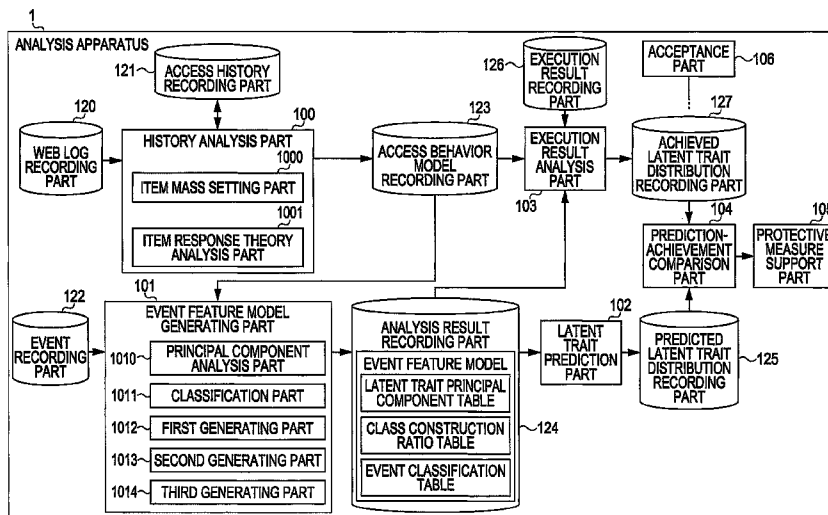 1
ANALYSIS APPARATUS
121
ACCESS HISTORY
RECORDING PART
126
EXECUTION
RESULT
RECORDING
PART
ACCEPTANCE
PART
106
120
WEB LOG
RECORDING
PART
100
HISTORY ANALYSIS PART
1000
ITEM MASS SETTING PART
1001
ITEM RESPONSE THEORY
ANALYSIS PART
123
ACCESS BEHAVIOR
MODEL
RECORDING PART
EXECUTION
RESULT
ANALYSIS
PART
103
127
ACHIEVED
LATENT TRAIT
DISTRIBUTION
RECORDING PART
104
PREDICTION-
ACHIEVEMENT
COMPARISON
PART
105
PROTECTIVE
MEASURE
SUPPORT
PART
122
EVENT
RECORDING
PART
101
EVENT FEATURE MODEL
GENERATING PART
1010
PRINCIPAL COMPONENT
ANALYSIS PART
1011
CLASSIFICATION PART
1012
FIRST GENERATING PART
1013
SECOND GENERATING PART
1014
THIRD GENERATING PART
ANALYSIS RESULT
RECORDING PART
EVENT FEATURE MODEL
LATENT TRAIT PRINCIPAL
COMPONENT TABLE
CLASS CONSTRUCTION
RATIO TABLE
EVENT CLASSIFICATION
TABLE
124
102
LATENT
TRAIT
PREDICTION
PART
PREDICTED
LATENT TRAIT
DISTRIBUTION
RECORDING
PART
125